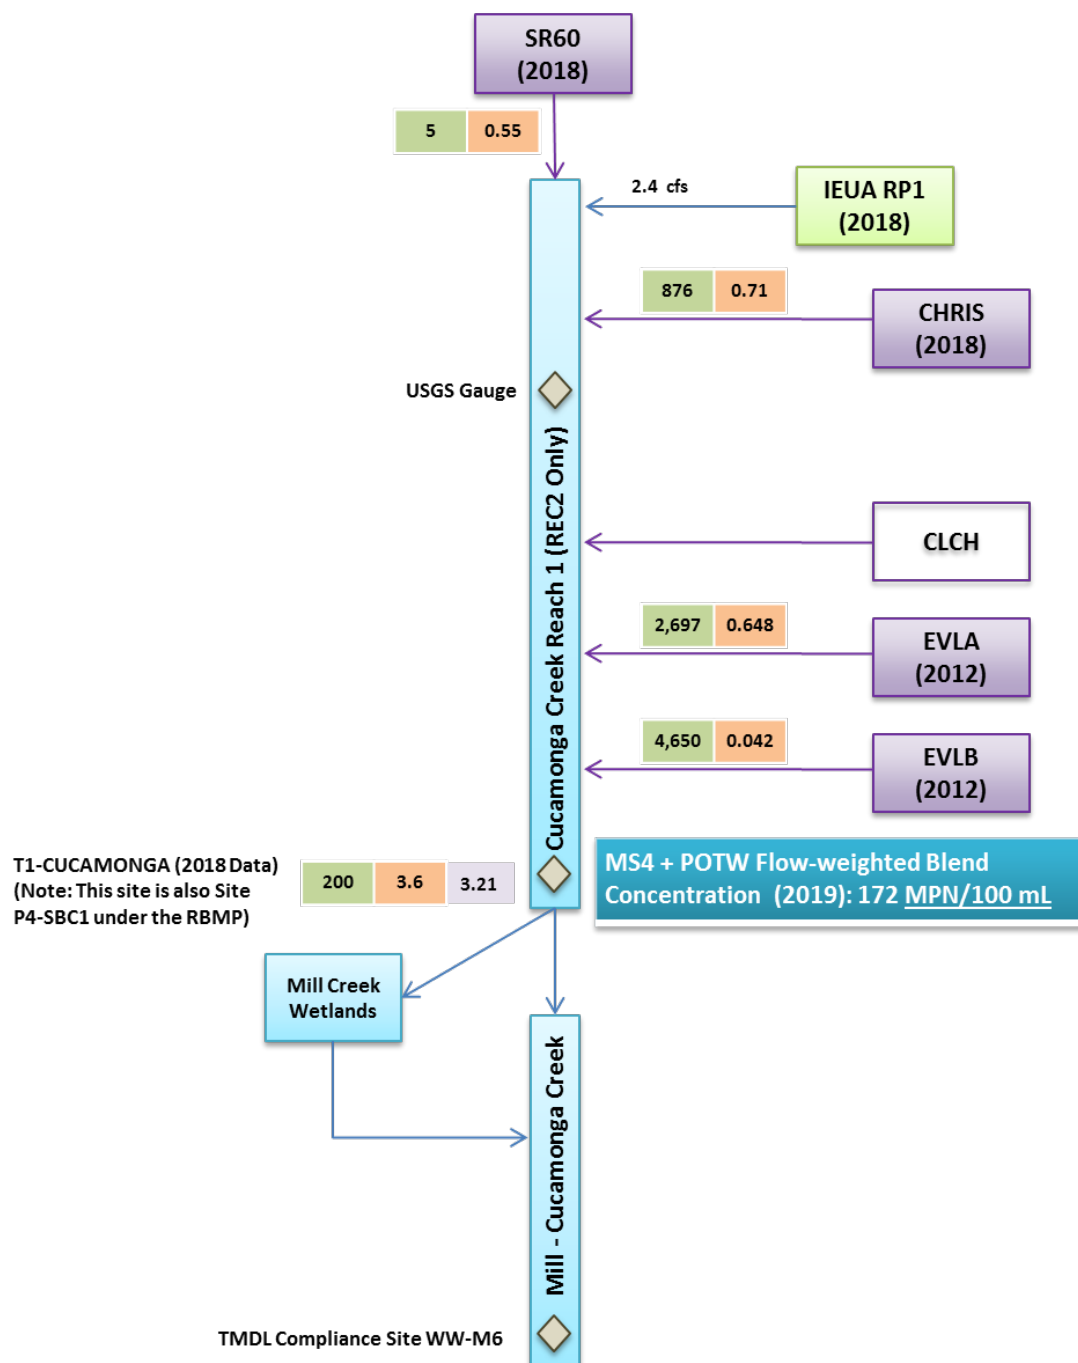 SR60
(2018)
5 0.55
2.4 cfs
IEUA RP1
(2018)
876 0.71
CHRIS
(2018)
USGS Gauge
Cucamonga Creek Reach 1 (REC2 Only)
CLCH
2,697 0.648
EVLA
(2012)
4,650 0.042
EVLB
(2012)
T1-CUCAMONGA (2018 Data)
(Note: This site is also Site
P4-SBC1 under the RBMP)
200 3.6 3.21
MS4 + POTW Flow-weighted Blend
Concentration (2019): 172 MPN/100 mL
Mill Creek
Wetlands
Mill - Cucamonga Creek
TMDL Compliance Site WW-M6